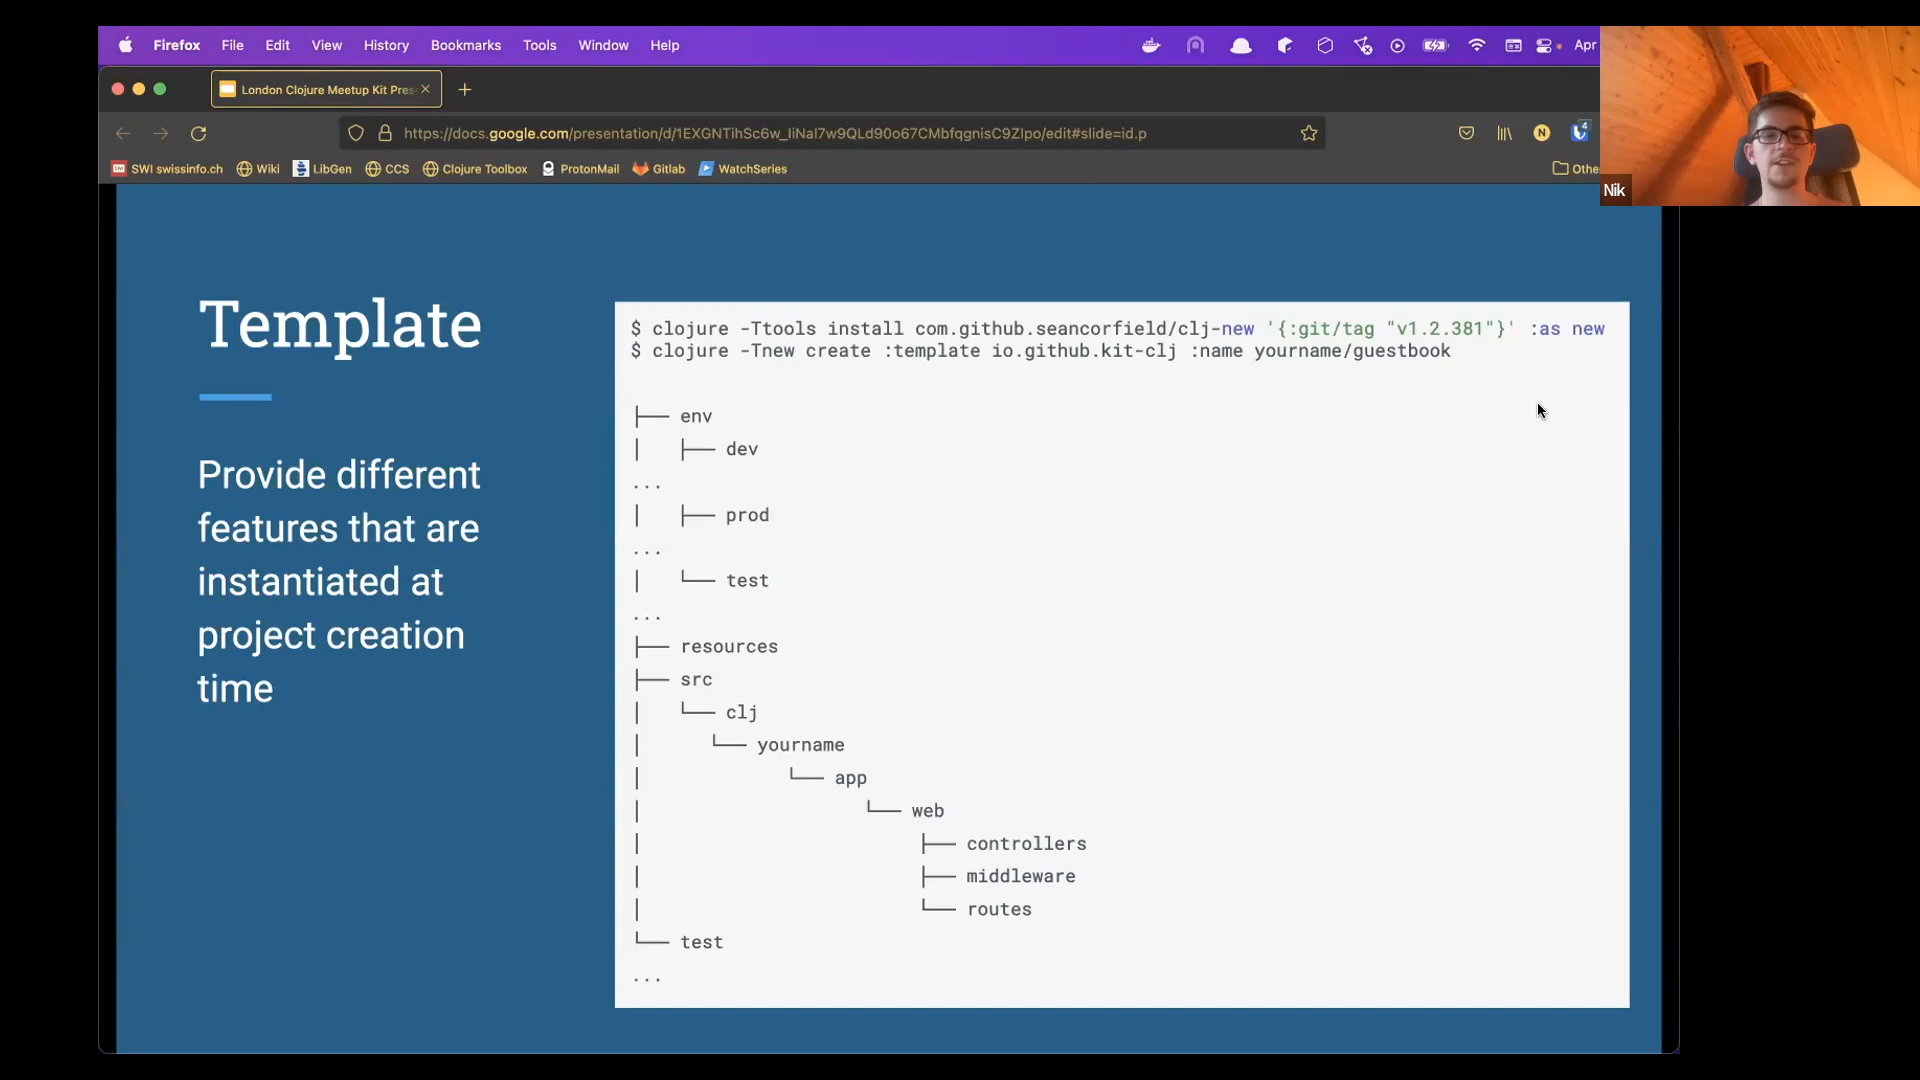 Firefox File Edit View History Bookmarks Tools Window Help Apr
London Clojure Meetup Kit Pres
https://docs.google.com/presentation/d/1EXGNTihSc6w_IiNaI7w9QLd90o67CMbfqgnisC9ZIpo/edit#slide=id.p N 4
SWI swissinfo.ch Wiki LibGen CCS Clojure Toolbox ProtonMail Gitlab WatchSeries Othe
Nik
Template
Provide different
features that are
instantiated at
project creation
time
$ clojure -Ttools install com.github.seancorfield/clj-new '{:git/tag "v1.2.381"}' :as new
$ clojure -Tnew create :template io.github.kit-clj :name yourname/guestbook
├── env
│   ├── dev
...
│   ├── prod
...
│   └── test
...
├── resources
├── src
│   └── clj
│       └── yourname
│           └── app
│               └── web
│                   ├── controllers
│                   ├── middleware
│                   └── routes
└── test
...